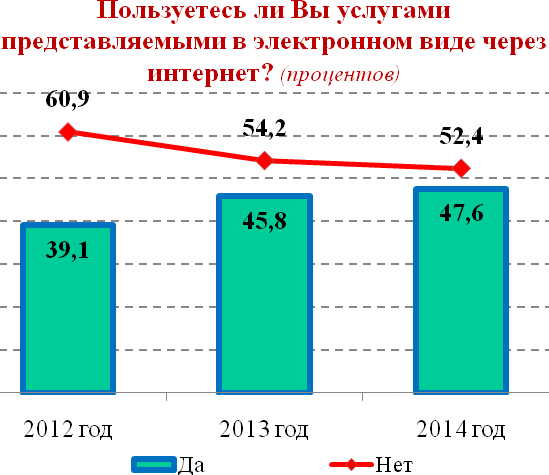 Пользуетесь ли Вы услугами
представляемыми в электронном виде через
интернет? (процентов)
60,9
54,2
52,4
39,1
45,8
47,6
2012 год
2013 год
2014 год
Да
Нет